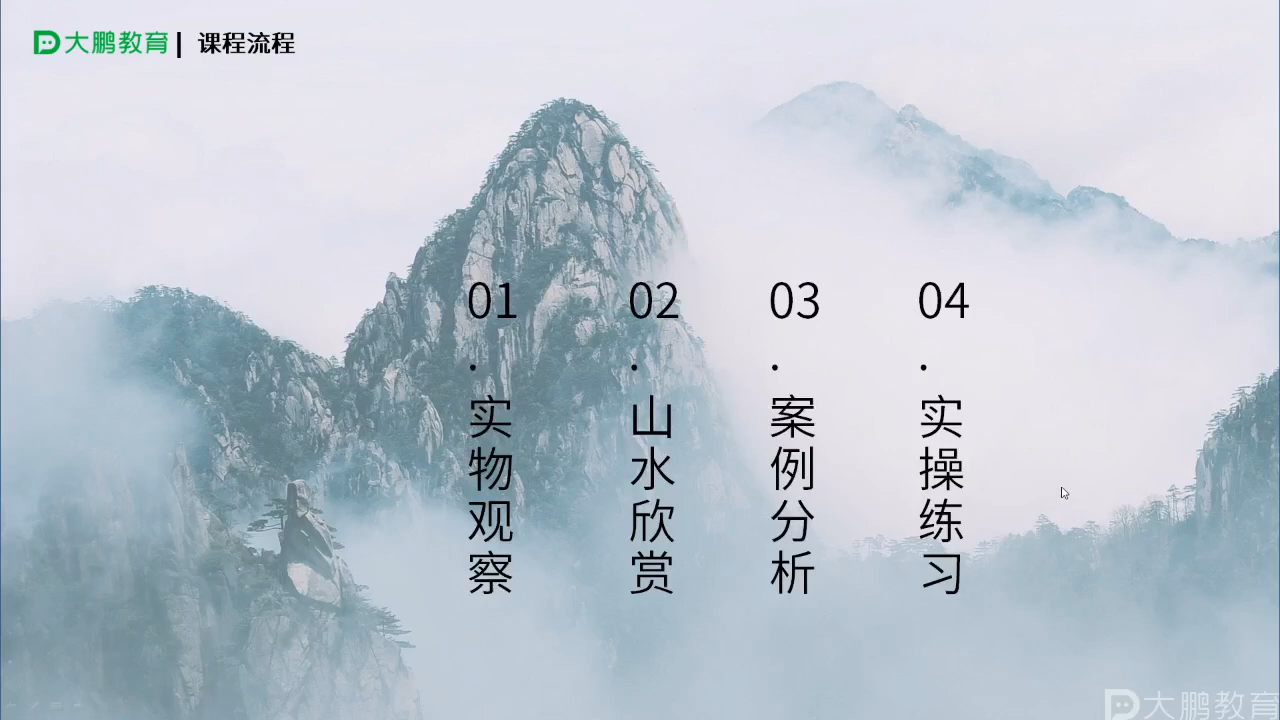 大鹏教育 | 课程流程
01.实物观察
02.山水欣赏
03.案例分析
04.实操练习
大鹏教育